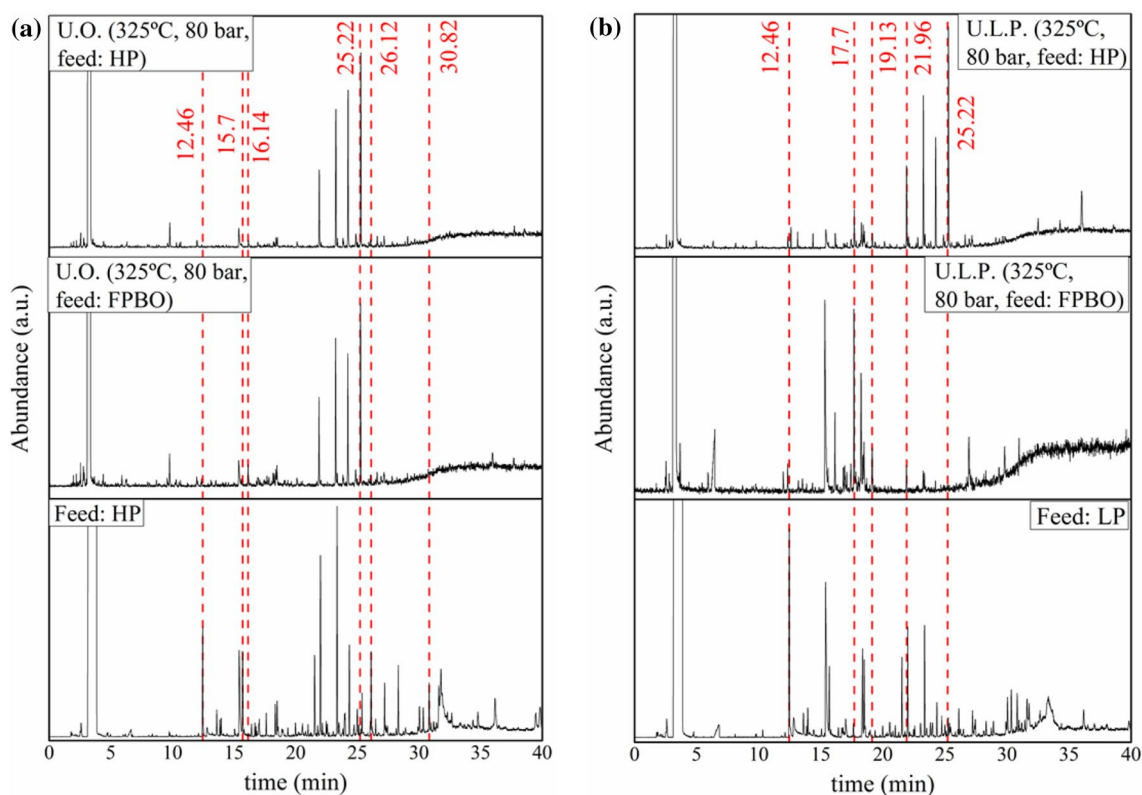 (a)
U.O. (325ºC, 80 bar,
feed: HP)
12.46
15.7
16.14
25.22
26.12
30.82
U.O. (325ºC, 80 bar,
feed: FPBO)
Feed: HP
Abundance (a.u.)
0 5 10 15 20 25 30 35 40
time (min)
(b)
U.L.P. (325ºC,
80 bar, feed: HP)
12.46
17.7
19.13
21.96
25.22
U.L.P. (325ºC,
80 bar, feed: FPBO)
Feed: LP
Abundance (a.u.)
0 5 10 15 20 25 30 35 40
time (min)